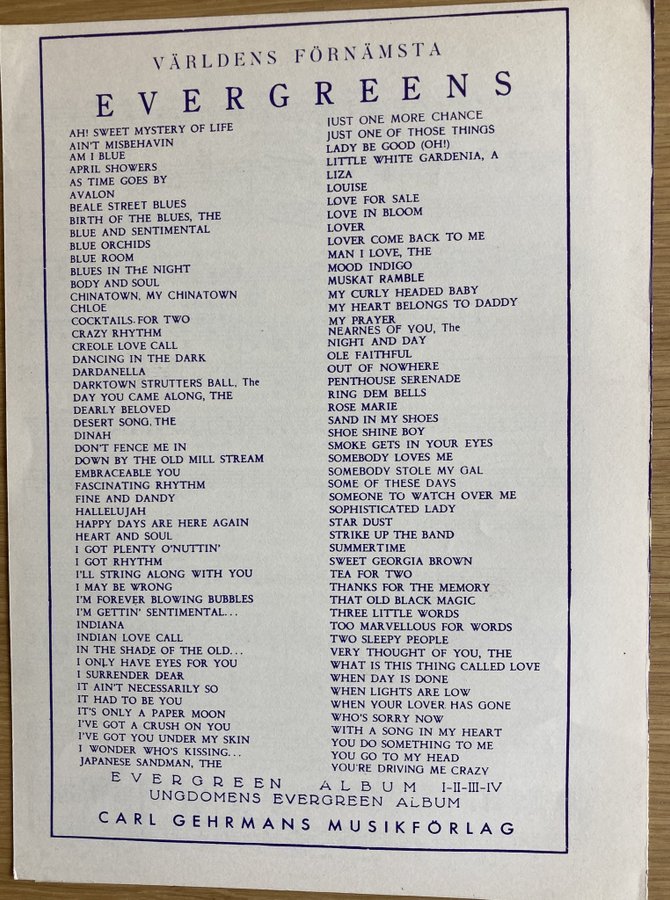 VÄRLDENS FÖRNÄMSTA
EVERGREENS
AH! SWEET MYSTERY OF LIFE
AIN'T MISBEHAVIN
AM I BLUE
APRIL SHOWERS
AS TIME GOES BY
AVALON
BEALE STREET BLUES
BIRTH OF THE BLUES, THE
BLUE AND SENTIMENTAL
BLUE ORCHIDS
BLUE ROOM
BLUES IN THE NIGHT
BODY AND SOUL
CHINATOWN, MY CHINATOWN
CHLOE
COCKTAILS FOR TWO
CRAZY RHYTHM
CREOLE LOVE CALL
DANCING IN THE DARK
DARDANELLA
DARKTOWN STRUTTERS BALL, The
DAY YOU CAME ALONG, THE
DEARLY BELOVED
DESERT SONG, THE
DINAH
DON'T FENCE ME IN
DOWN BY THE OLD MILL STREAM
EMBRACEABLE YOU
FASCINATING RHYTHM
FINE AND DANDY
HALLELUJAH
HAPPY DAYS ARE HERE AGAIN
HEART AND SOUL
I GOT PLENTY O'NUTTIN'
I GOT RHYTHM
I'LL STRING ALONG WITH YOU
I MAY BE WRONG
I'M FOREVER BLOWING BUBBLES
I'M GETTIN' SENTIMENTAL...
INDIANA
INDIAN LOVE CALL
IN THE SHADE OF THE OLD...
I ONLY HAVE EYES FOR YOU
I SURRENDER DEAR
IT AIN'T NECESSARILY SO
IT HAD TO BE YOU
IT'S ONLY A PAPER MOON
I'VE GOT A CRUSH ON YOU
I'VE GOT YOU UNDER MY SKIN
I WONDER WHO'S KISSING...
JAPANESE SANDMAN, THE
JUST ONE MORE CHANCE
JUST ONE OF THOSE THINGS
LADY BE GOOD (OH!)
LITTLE WHITE GARDENIA, A
LIZA
LOUISE
LOVE FOR SALE
LOVE IN BLOOM
LOVER
LOVER COME BACK TO ME
MAN I LOVE, THE
MOOD INDIGO
MUSKAT RAMBLE
MY CURLY HEADED BABY
MY HEART BELONGS TO DADDY
MY PRAYER
NEARNES OF YOU, The
NIGHT AND DAY
OLE FAITHFUL
OUT OF NOWHERE
PENTHOUSE SERENADE
RING DEM BELLS
ROSE MARIE
SAND IN MY SHOES
SHOE SHINE BOY
SMOKE GETS IN YOUR EYES
SOMEBODY LOVES ME
SOMEBODY STOLE MY GAL
SOME OF THESE DAYS
SOMEONE TO WATCH OVER ME
SOPHISTICATED LADY
STAR DUST
STRIKE UP THE BAND
SUMMERTIME
SWEET GEORGIA BROWN
TEA FOR TWO
THANKS FOR THE MEMORY
THAT OLD BLACK MAGIC
THREE LITTLE WORDS
TOO MARVELLOUS FOR WORDS
TWO SLEEPY PEOPLE
VERY THOUGHT OF YOU, THE
WHAT IS THIS THING CALLED LOVE
WHEN DAY IS DONE
WHEN LIGHTS ARE LOW
WHEN YOUR LOVER HAS GONE
WHO'S SORRY NOW
WITH A SONG IN MY HEART
YOU DO SOMETHING TO ME
YOU GO TO MY HEAD
YOU'RE DRIVING ME CRAZY
EVERGREEN ALBUM I-II-III-IV
UNGDOMENS EVERGREEN ALBUM
CARL GEHRMANS MUSIKFÖRLAG